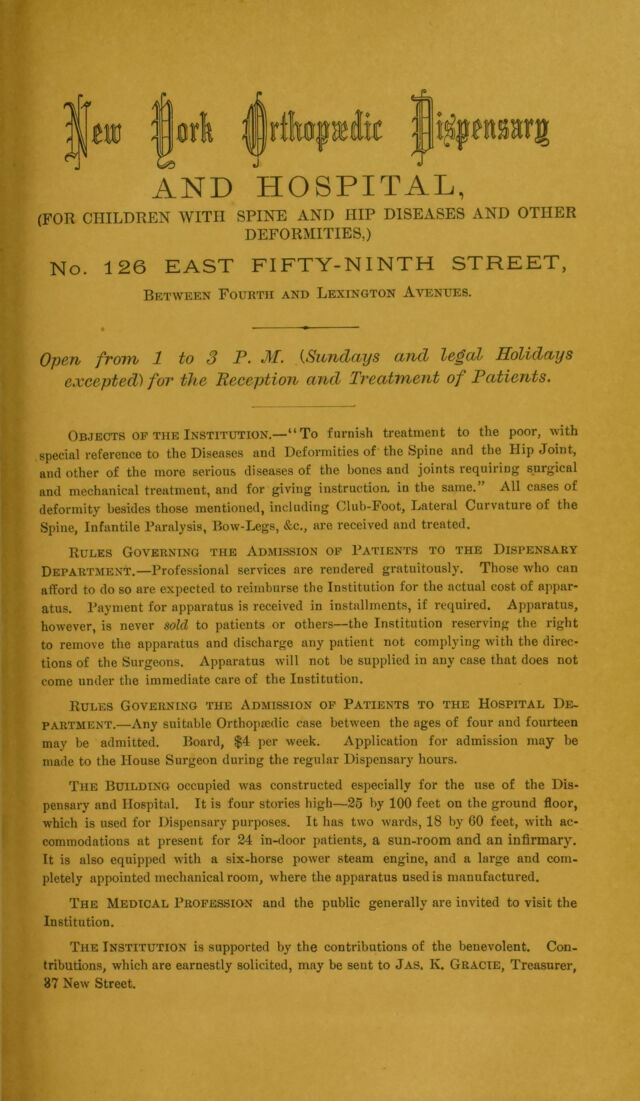 New York Orthopædic Dispensary
AND HOSPITAL,
(FOR CHILDREN WITH SPINE AND HIP DISEASES AND OTHER
DEFORMITIES,)
No. 126 EAST FIFTY-NINTH STREET,
BETWEEN FOURTH AND LEXINGTON AVENUES.
Open from 1 to 3 P. M. (Sundays and legal Holidays
excepted) for the Reception and Treatment of Patients.
OBJECTS OF THE INSTITUTION.—“To furnish treatment to the poor, with
special reference to the Diseases and Deformities of the Spine and the Hip Joint,
and other of the more serious diseases of the bones and joints requiring surgical
and mechanical treatment, and for giving instruction in the same.” All cases of
deformity besides those mentioned, including Club-Foot, Lateral Curvature of the
Spine, Infantile Paralysis, Bow-Legs, &c., are received and treated.
RULES GOVERNING THE ADMISSION OF PATIENTS TO THE DISPENSARY
DEPARTMENT.—Professional services are rendered gratuitously. Those who can
afford to do so are expected to reimburse the Institution for the actual cost of appar-
atus. Payment for apparatus is received in installments, if required. Apparatus,
however, is never sold to patients or others—the Institution reserving the right
to remove the apparatus and discharge any patient not complying with the direc-
tions of the Surgeons. Apparatus will not be supplied in any case that does not
come under the immediate care of the Institution.
RULES GOVERNING THE ADMISSION OF PATIENTS TO THE HOSPITAL DE-
PARTMENT.—Any suitable Orthopædic case between the ages of four and fourteen
may be admitted. Board, $4 per week. Application for admission may be
made to the House Surgeon during the regular Dispensary hours.
THE BUILDING occupied was constructed especially for the use of the Dis-
pensary and Hospital. It is four stories high—25 by 100 feet on the ground floor,
which is used for Dispensary purposes. It has two wards, 18 by 60 feet, with ac-
commodations at present for 24 in-door patients, a sun-room and an infirmary.
It is also equipped with a six-horse power steam engine, and a large and com-
pletely appointed mechanical room, where the apparatus used is manufactured.
THE MEDICAL PROFESSION and the public generally are invited to visit the
Institution.
THE INSTITUTION is supported by the contributions of the benevolent. Con-
tributions, which are earnestly solicited, may be sent to JAS. K. GRACIE, Treasurer,
37 New Street.